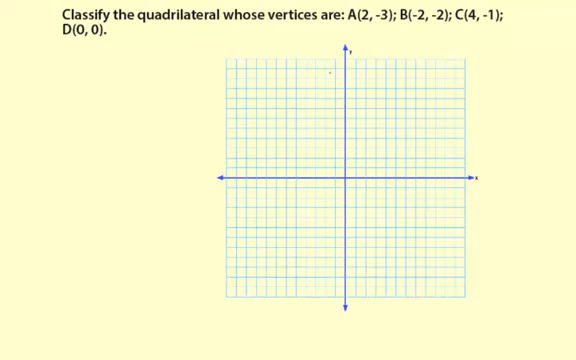 Classify the quadrilateral whose vertices are: A(2, -3); B(-2, -2); C(4, -1);
D(0, 0).
y
x